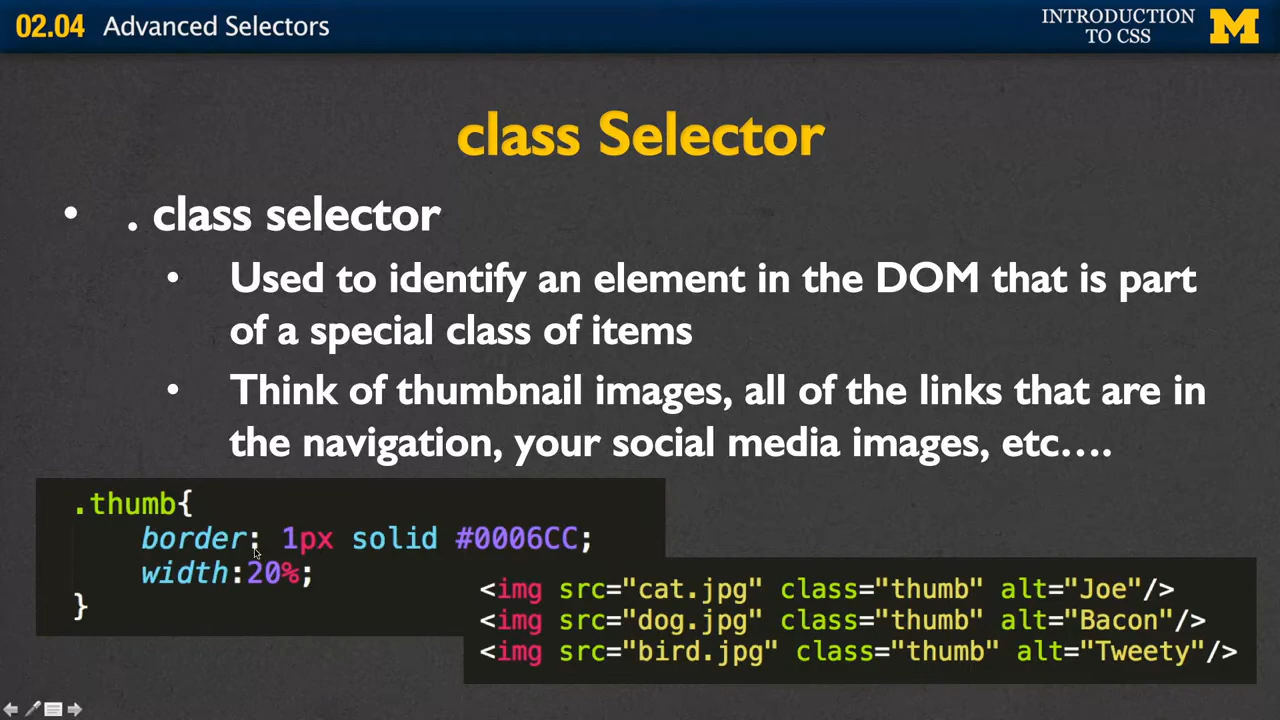 02.04 Advanced Selectors
INTRODUCTION
TO CSS
M
class Selector
• . class selector
• Used to identify an element in the DOM that is part
of a special class of items
• Think of thumbnail images, all of the links that are in
the navigation, your social media images, etc….
.thumb{
border: 1px solid #0006CC;
width:20%;
}
<img src="cat.jpg" class="thumb" alt="Joe"/>
<img src="dog.jpg" class="thumb" alt="Bacon"/>
<img src="bird.jpg" class="thumb" alt="Tweety"/>